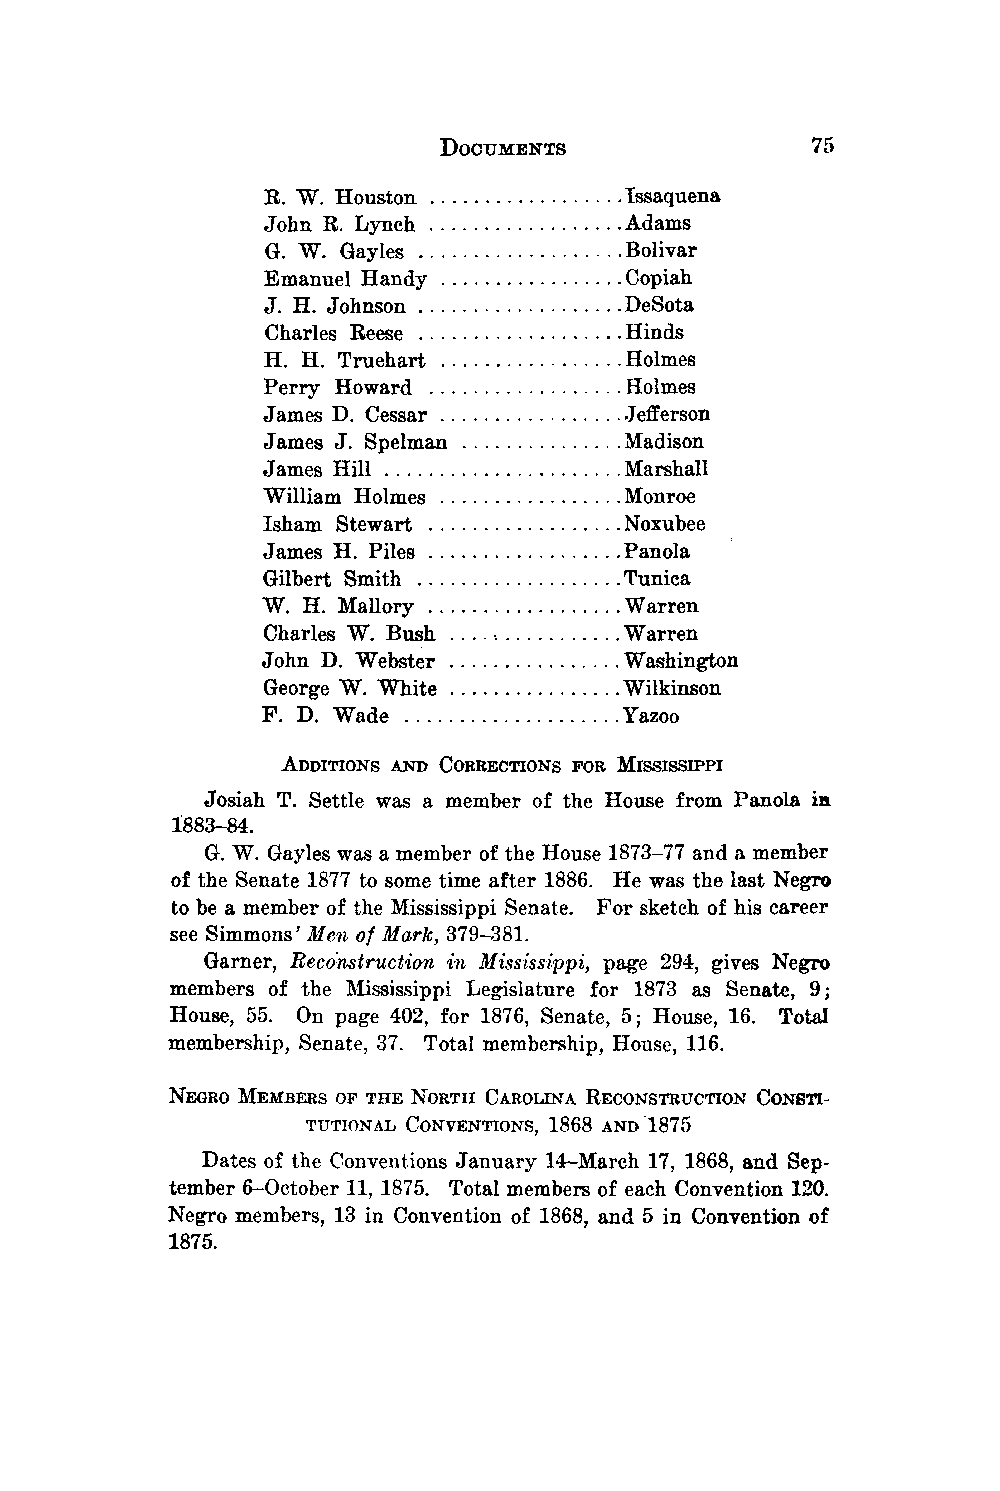 DOCUMENTS 75
R. W. Houston ..................Issaquena
John R. Lynch ..................Adams
G. W. Gayles ...................Bolivar
Emanuel Handy .................Copiah
J. H. Johnson ...................DeSota
Charles Reese ...................Hinds
H. H. Truehart .................Holmes
Perry Howard ..................Holmes
James D. Cessar .................Jefferson
James J. Spelman ...............Madison
James Hill ......................Marshall
William Holmes .................Monroe
Isham Stewart ..................Noxubee
James H. Piles ..................Panola
Gilbert Smith ...................Tunica
W. H. Mallory ..................Warren
Charles W. Bush ................Warren
John D. Webster ................Washington
George W. White ................Wilkinson
F. D. Wade ....................Yazoo
ADDITIONS AND CORRECTIONS FOR MISSISSIPPI
Josiah T. Settle was a member of the House from Panola in
1883–84.
G. W. Gayles was a member of the House 1873–77 and a member
of the Senate 1877 to some time after 1886. He was the last Negro
to be a member of the Mississippi Senate. For sketch of his career
see Simmons' Men of Mark, 379–381.
Garner, Reconstruction in Mississippi, page 294, gives Negro
members of the Mississippi Legislature for 1873 as Senate, 9;
House, 55. On page 402, for 1876, Senate, 5; House, 16. Total
membership, Senate, 37. Total membership, House, 116.
NEGRO MEMBERS OF THE NORTH CAROLINA RECONSTRUCTION CONSTI-
TUTIONAL CONVENTIONS, 1868 AND 1875
Dates of the Conventions January 14–March 17, 1868, and Sep-
tember 6–October 11, 1875. Total members of each Convention 120.
Negro members, 13 in Convention of 1868, and 5 in Convention of
1875.